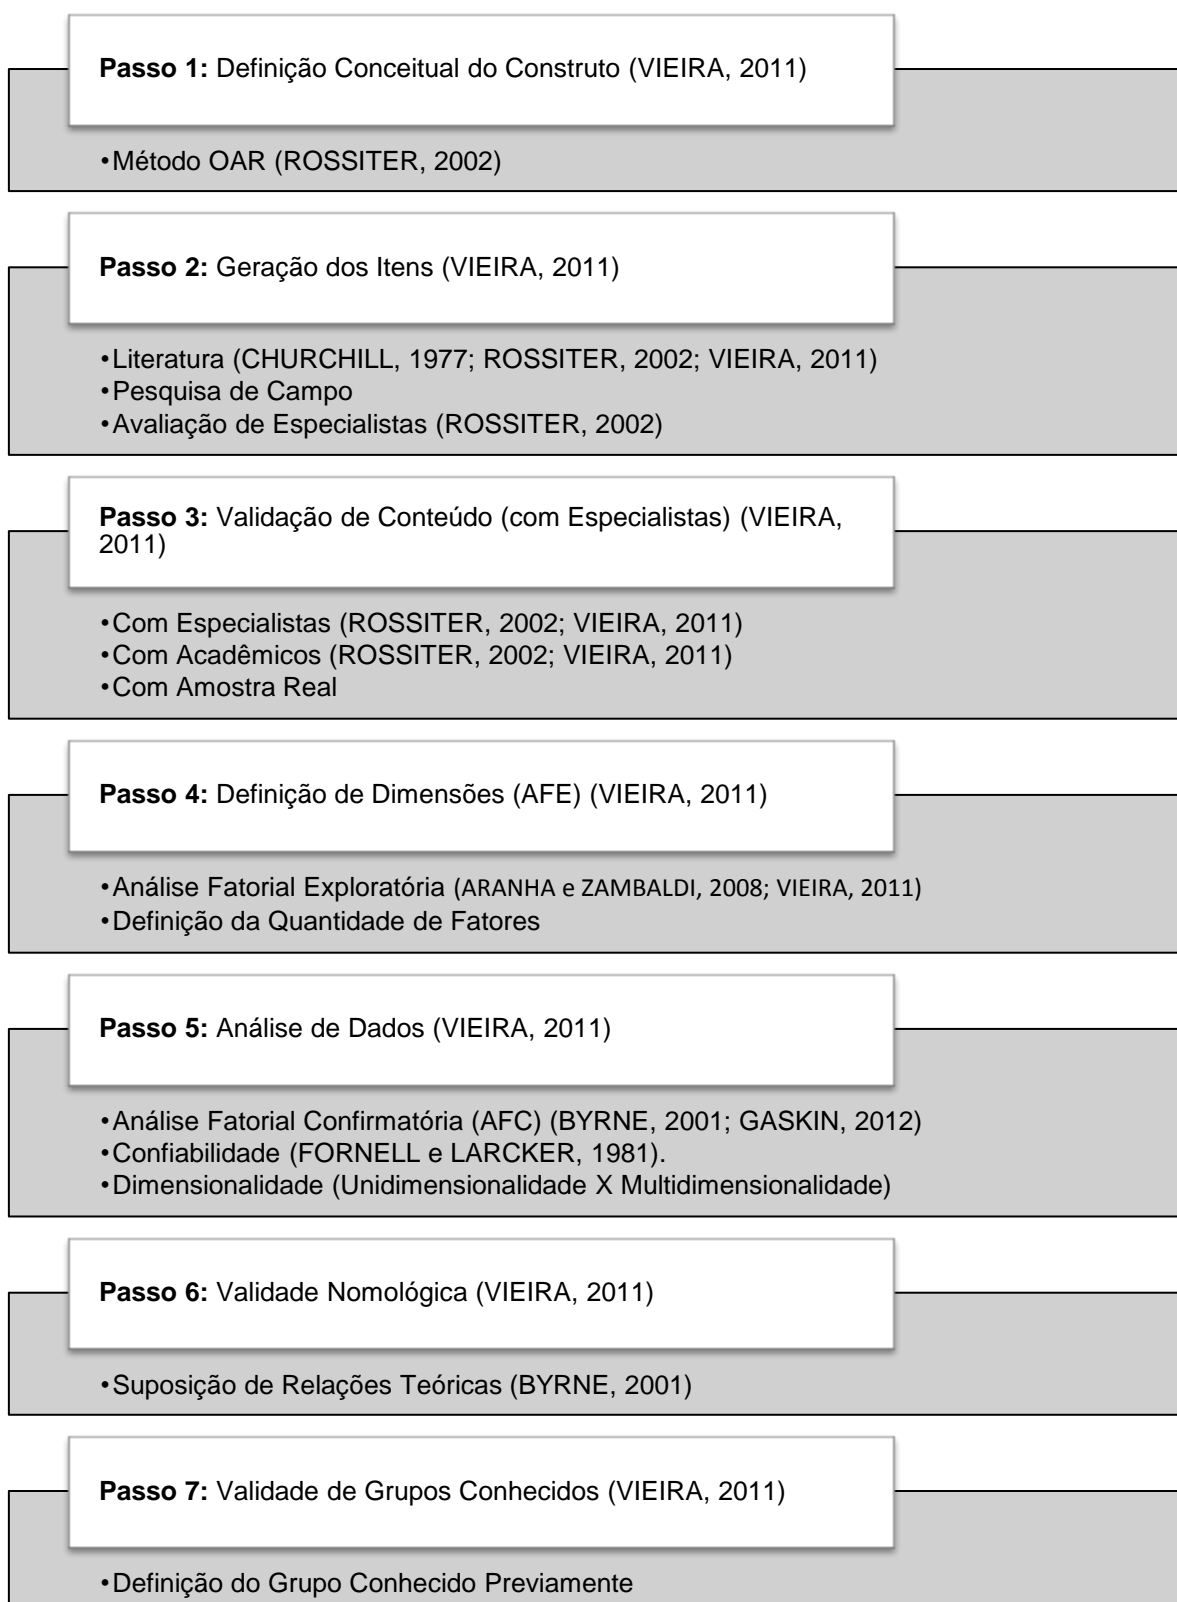 Passo 1: Definição Conceitual do Construto (VIEIRA, 2011)
•Método OAR (ROSSITER, 2002)
Passo 2: Geração dos Itens (VIEIRA, 2011)
•Literatura (CHURCHILL, 1977; ROSSITER, 2002; VIEIRA, 2011)
•Pesquisa de Campo
•Avaliação de Especialistas (ROSSITER, 2002)
Passo 3: Validação de Conteúdo (com Especialistas) (VIEIRA,
2011)
•Com Especialistas (ROSSITER, 2002; VIEIRA, 2011)
•Com Acadêmicos (ROSSITER, 2002; VIEIRA, 2011)
•Com Amostra Real
Passo 4: Definição de Dimensões (AFE) (VIEIRA, 2011)
•Análise Fatorial Exploratória (ARANHA e ZAMBALDI, 2008; VIEIRA, 2011)
•Definição da Quantidade de Fatores
Passo 5: Análise de Dados (VIEIRA, 2011)
•Análise Fatorial Confirmatória (AFC) (BYRNE, 2001; GASKIN, 2012)
•Confiabilidade (FORNELL e LARCKER, 1981).
•Dimensionalidade (Unidimensionalidade X Multidimensionalidade)
Passo 6: Validade Nomológica (VIEIRA, 2011)
•Suposição de Relações Teóricas (BYRNE, 2001)
Passo 7: Validade de Grupos Conhecidos (VIEIRA, 2011)
•Definição do Grupo Conhecido Previamente